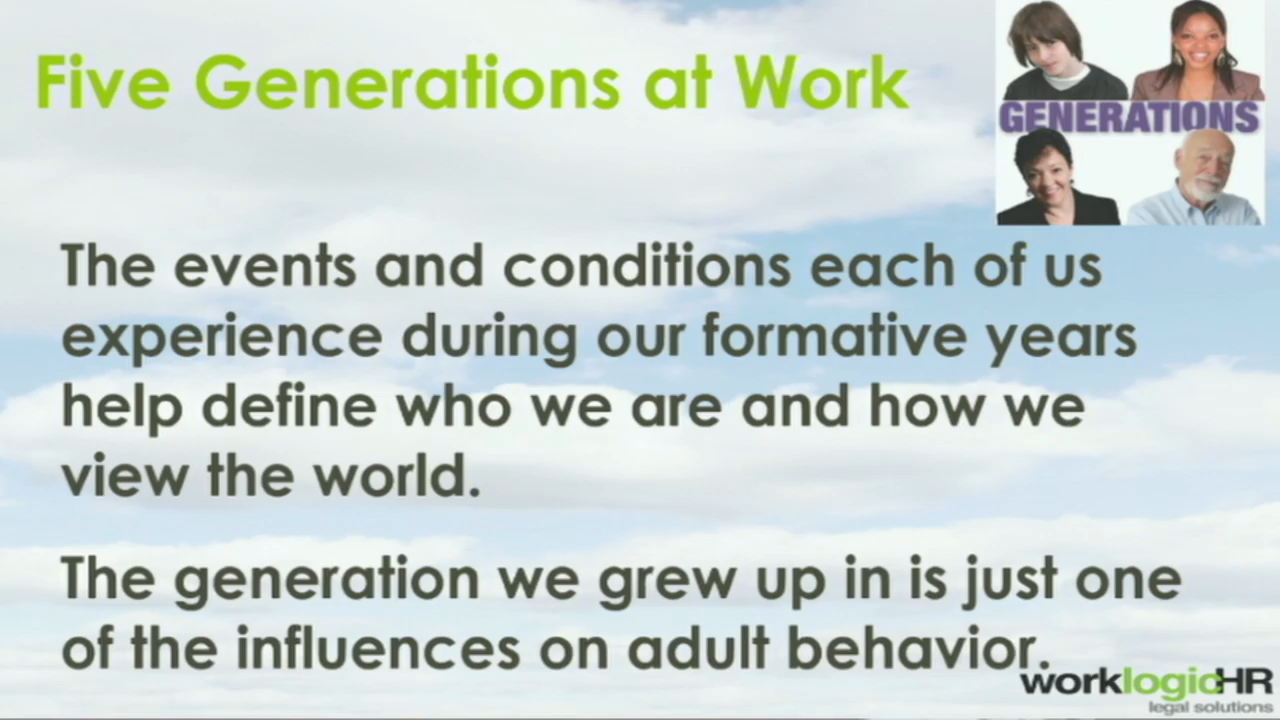 Five Generations at Work
GENERATIONS
The events and conditions each of us
experience during our formative years
help define who we are and how we
view the world.
The generation we grew up in is just one
of the influences on adult behavior.
worklogicHR
legal solutions